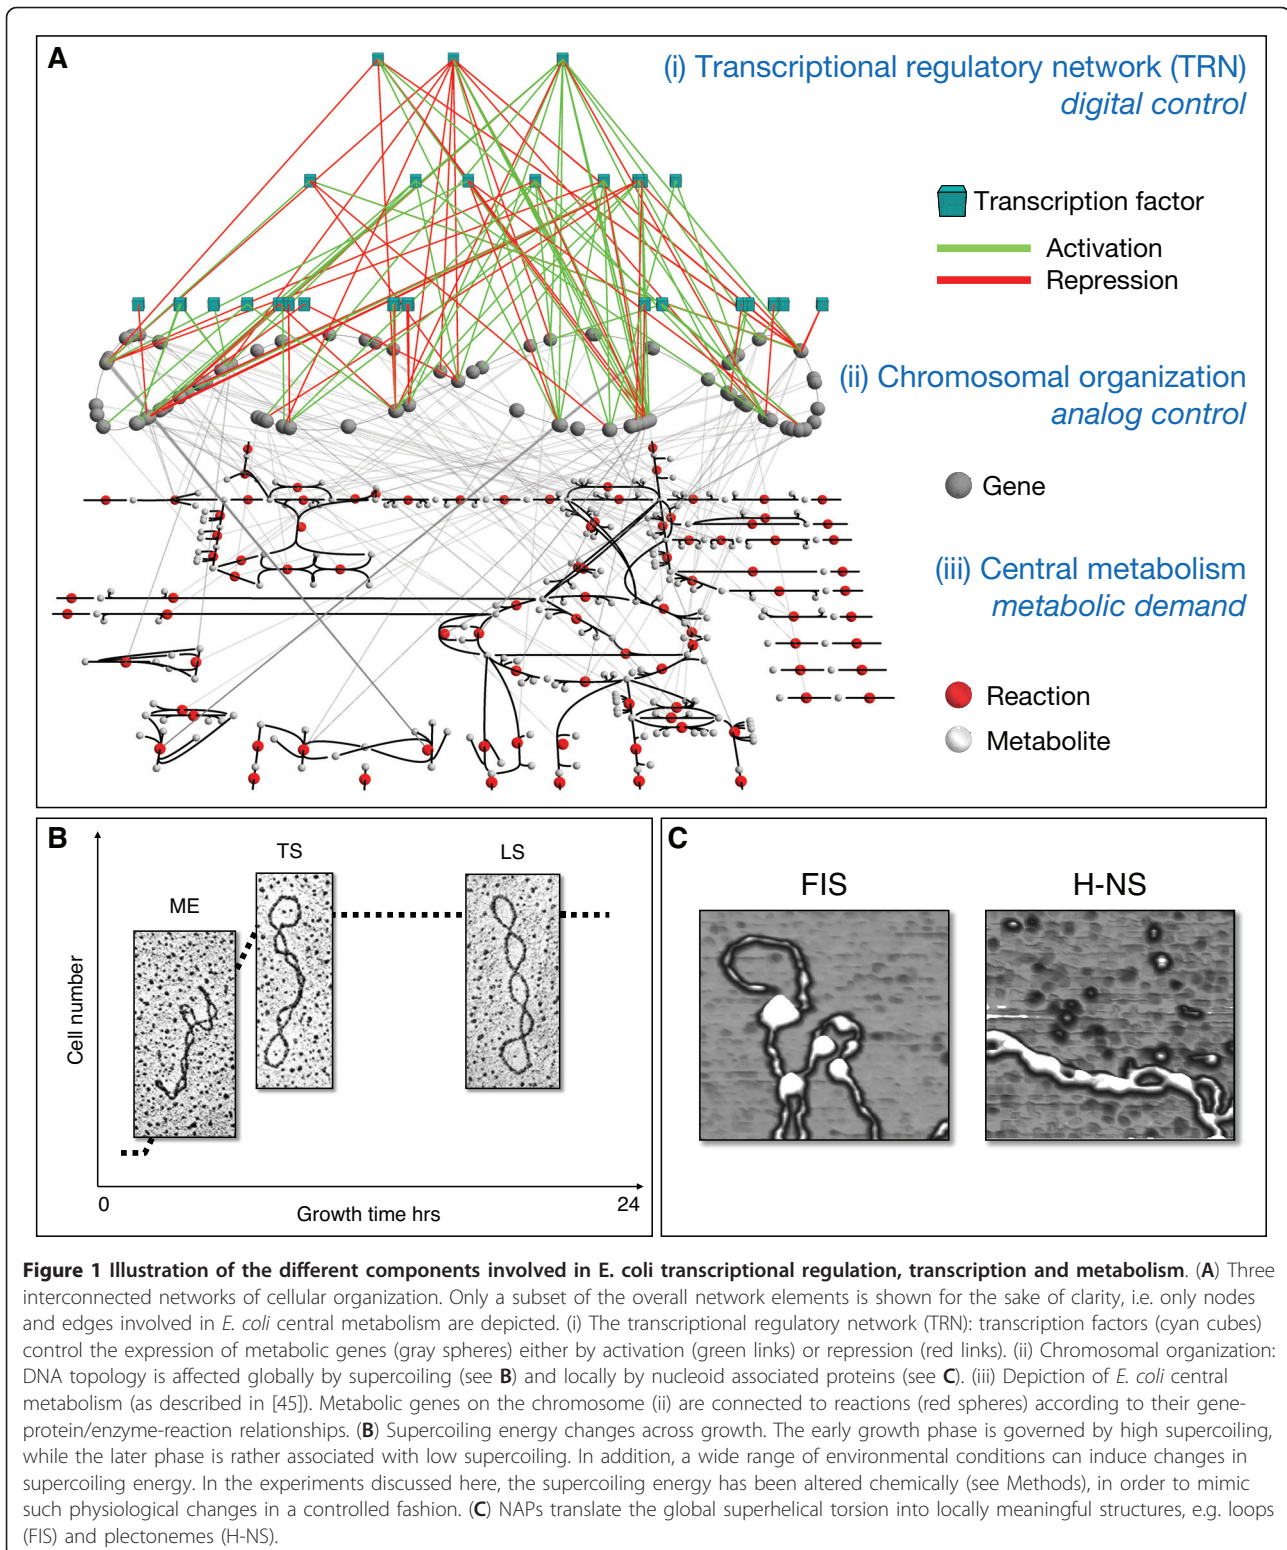 A
(i) Transcriptional regulatory network (TRN)
digital control
Transcription factor
Activation
Repression
(ii) Chromosomal organization
analog control
Gene
(iii) Central metabolism
metabolic demand
Reaction
Metabolite
B
ME
TS
LS
Cell number
0
Growth time hrs
24
C
FIS
H-NS
Figure 1 Illustration of the different components involved in E. coli transcriptional regulation, transcription and metabolism. (A) Three
interconnected networks of cellular organization. Only a subset of the overall network elements is shown for the sake of clarity, i.e. only nodes
and edges involved in E. coli central metabolism are depicted. (i) The transcriptional regulatory network (TRN): transcription factors (cyan cubes)
control the expression of metabolic genes (gray spheres) either by activation (green links) or repression (red links). (ii) Chromosomal organization:
DNA topology is affected globally by supercoiling (see B) and locally by nucleoid associated proteins (see C). (iii) Depiction of E. coli central
metabolism (as described in [45]). Metabolic genes on the chromosome (ii) are connected to reactions (red spheres) according to their gene-
protein/enzyme-reaction relationships. (B) Supercoiling energy changes across growth. The early growth phase is governed by high supercoiling,
while the later phase is rather associated with low supercoiling. In addition, a wide range of environmental conditions can induce changes in
supercoiling energy. In the experiments discussed here, the supercoiling energy has been altered chemically (see Methods), in order to mimic
such physiological changes in a controlled fashion. (C) NAPs translate the global superhelical torsion into locally meaningful structures, e.g. loops
(FIS) and plectonemes (H-NS).